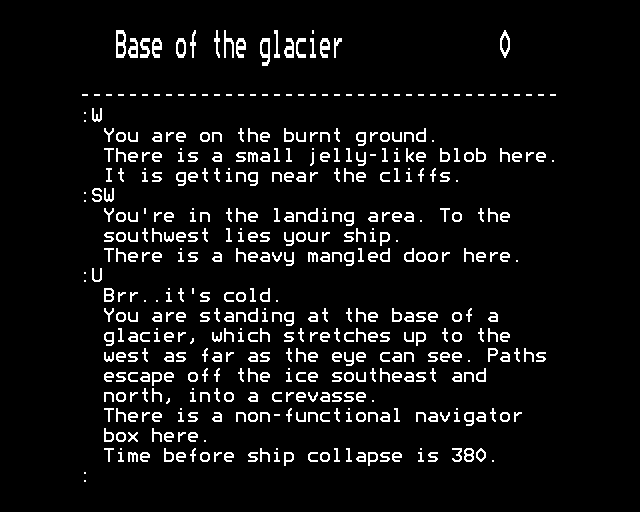 Base of the glacier 0
----------------------------------------
:W
You are on the burnt ground.
There is a small jelly-like blob here.
It is getting near the cliffs.
:SW
You're in the landing area. To the
southwest lies your ship.
There is a heavy mangled door here.
:U
Brr..it's cold.
You are standing at the base of a
glacier, which stretches up to the
west as far as the eye can see. Paths
escape off the ice southeast and
north, into a crevasse.
There is a non-functional navigator
box here.
Time before ship collapse is 380.
: